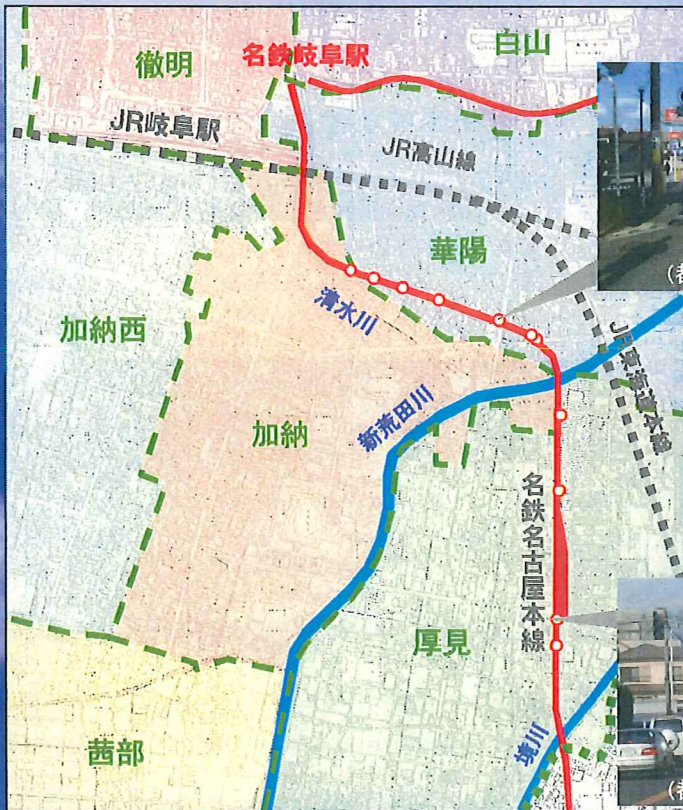 白山
徹明
名鉄岐阜駅
JR岐阜駅
JR高山線
華陽
清水川
加納西
JR東海道本線
加納
新荒田川
名鉄名古屋本線
厚見
茜部
境川
(都
(都